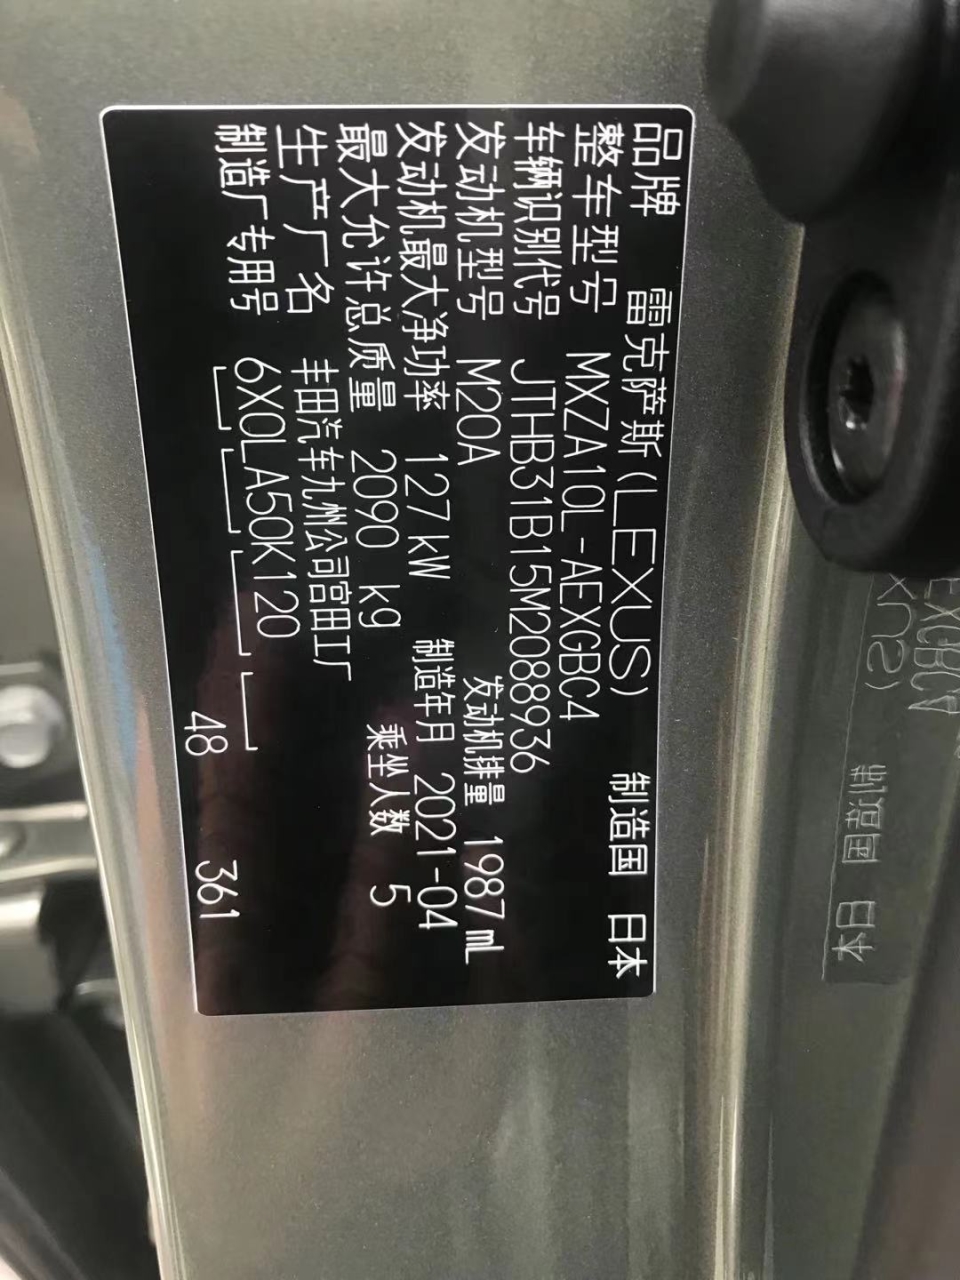 品牌 雷克萨斯(LEXUS) 制造国 日本
整车型号 MXZA10L-AEXGBC4
车辆识别代号 JTHB31B15M2088936
发动机型号 M20A 发动机排量 1987 mL
发动机最大净功率 127 kW 制造年月 2021-04
最大允许总质量 2090 kg 乘坐人数 5
生产厂名 丰田汽车九州公司宫田工厂
制造厂专用号 6X0LA50K120
48 361